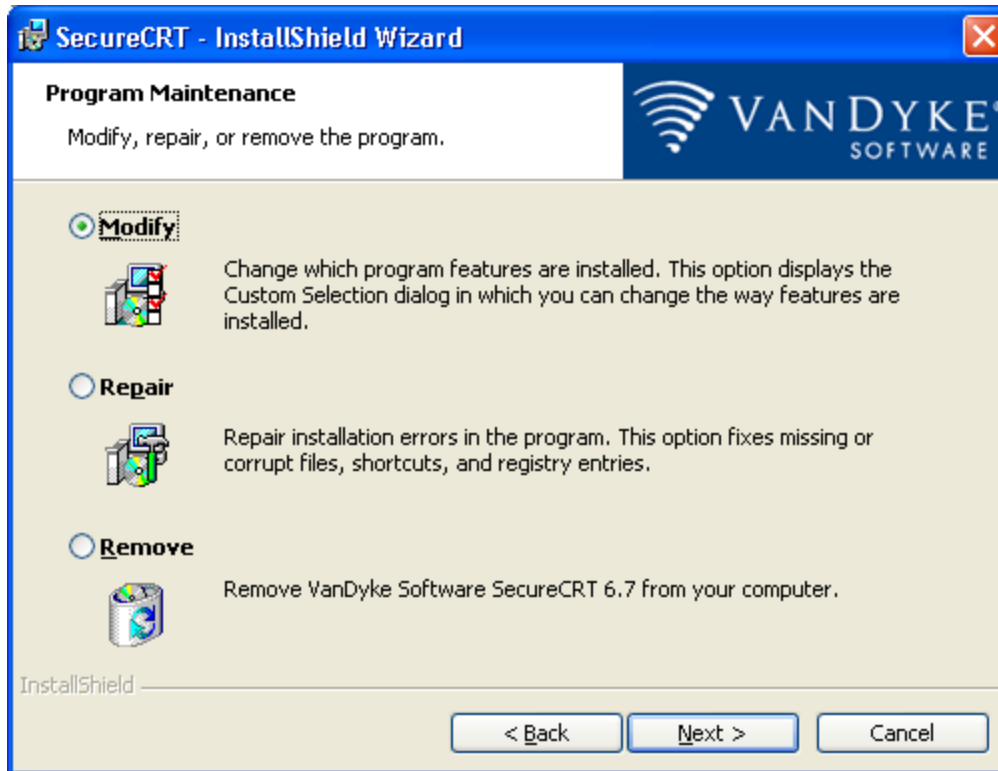 SecureCRT - InstallShield Wizard
Program Maintenance
Modify, repair, or remove the program.
VANDYKE®
SOFTWARE
Modify
Change which program features are installed. This option displays the
Custom Selection dialog in which you can change the way features are
installed.
Repair
Repair installation errors in the program. This option fixes missing or
corrupt files, shortcuts, and registry entries.
Remove
Remove VanDyke Software SecureCRT 6.7 from your computer.
InstallShield
< Back
Next >
Cancel